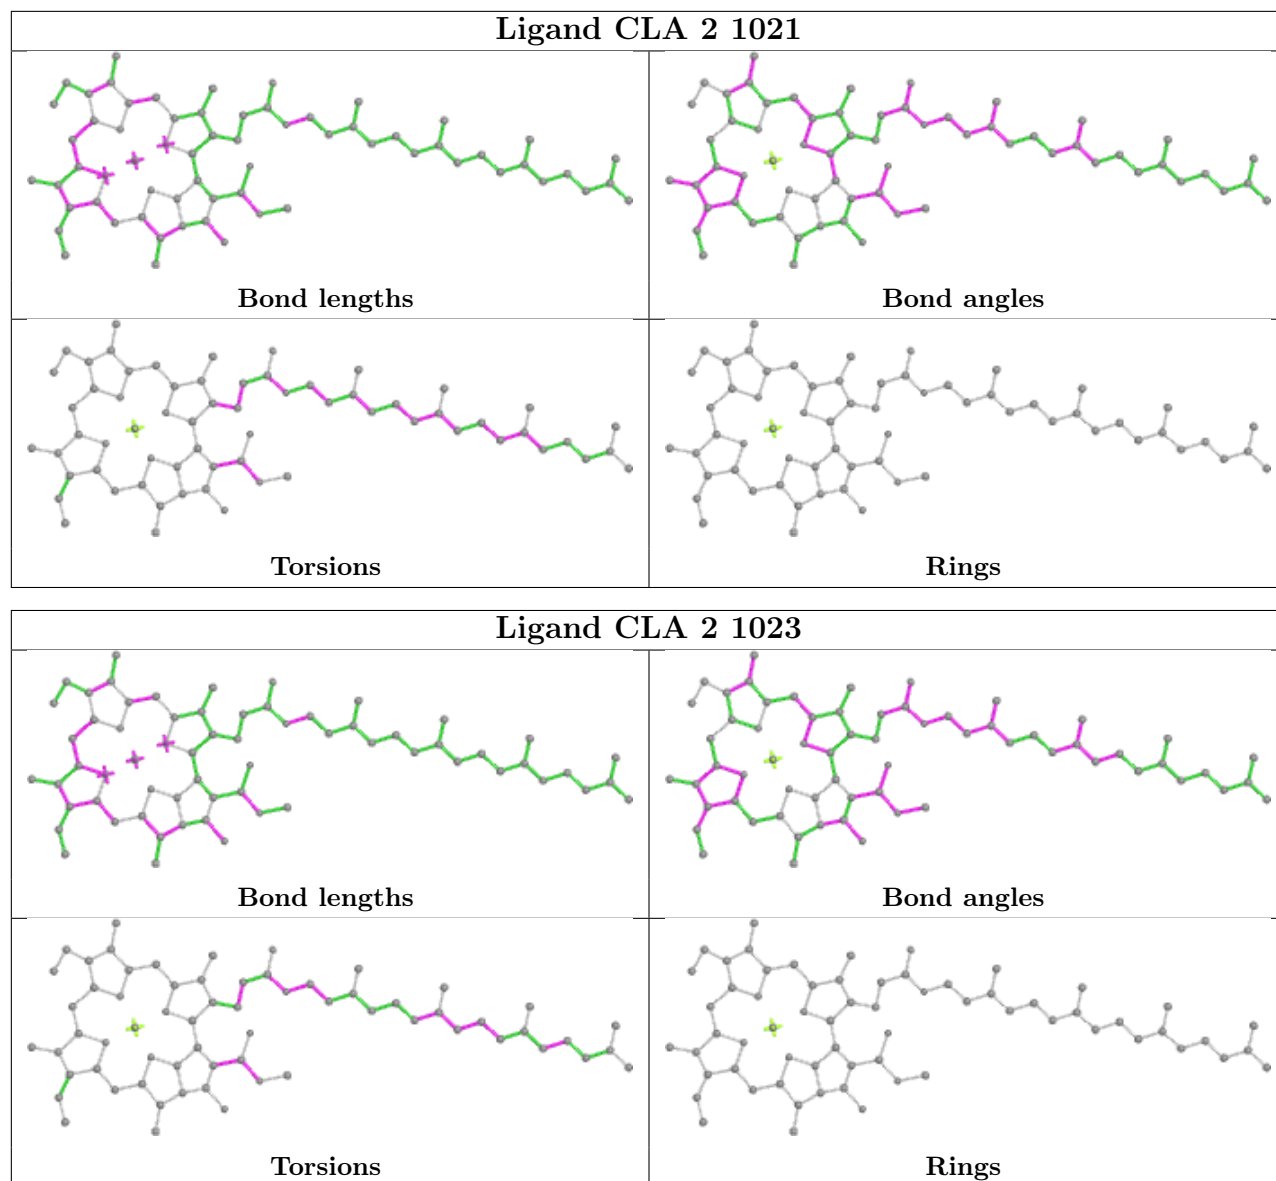 Ligand CLA 2 1021
Bond lengths
Bond angles
Torsions
Rings
Ligand CLA 2 1023
Bond lengths
Bond angles
Torsions
Rings